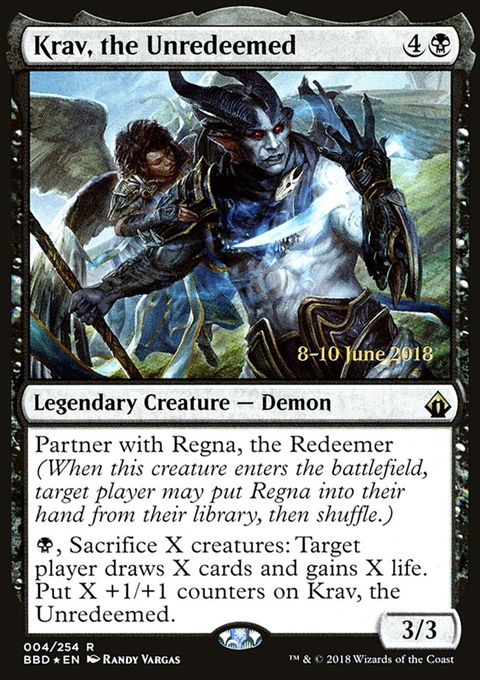 Krav, the Unredeemed 4
8–10 June 2018
Legendary Creature — Demon
Partner with Regna, the Redeemer
(When this creature enters the battlefield,
target player may put Regna into their
hand from their library, then shuffle.)
, Sacrifice X creatures: Target
player draws X cards and gains X life.
Put X +1/+1 counters on Krav, the
Unredeemed.
3/3
004/254 R
BBD ★ EN Randy Vargas
™ & © 2018 Wizards of the Coast